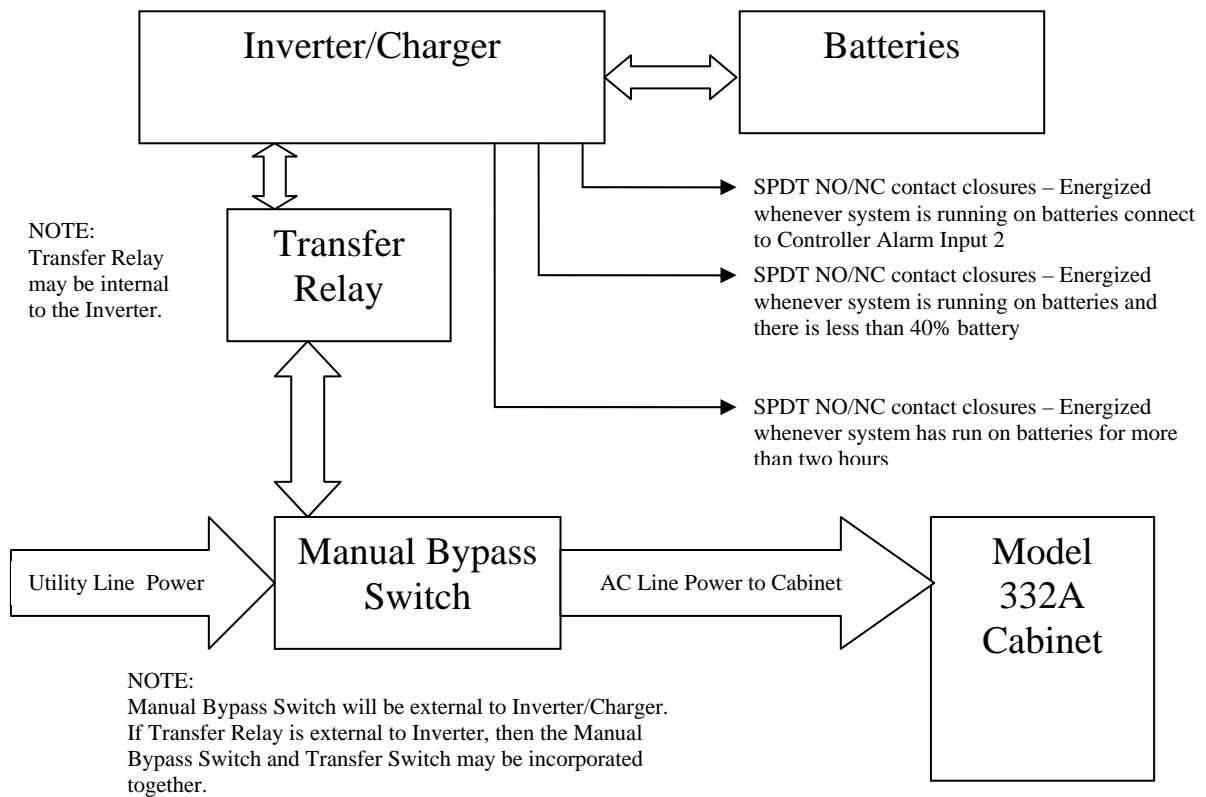 Inverter/Charger
Batteries
SPDT NO/NC contact closures – Energized
whenever system is running on batteries connect
to Controller Alarm Input 2
NOTE:
Transfer Relay
may be internal
to the Inverter.
Transfer
Relay
SPDT NO/NC contact closures – Energized
whenever system is running on batteries and
there is less than 40% battery
SPDT NO/NC contact closures – Energized
whenever system has run on batteries for more
than two hours
Utility Line Power
Manual Bypass
Switch
AC Line Power to Cabinet
Model
332A
Cabinet
NOTE:
Manual Bypass Switch will be external to Inverter/Charger.
If Transfer Relay is external to Inverter, then the Manual
Bypass Switch and Transfer Switch may be incorporated
together.